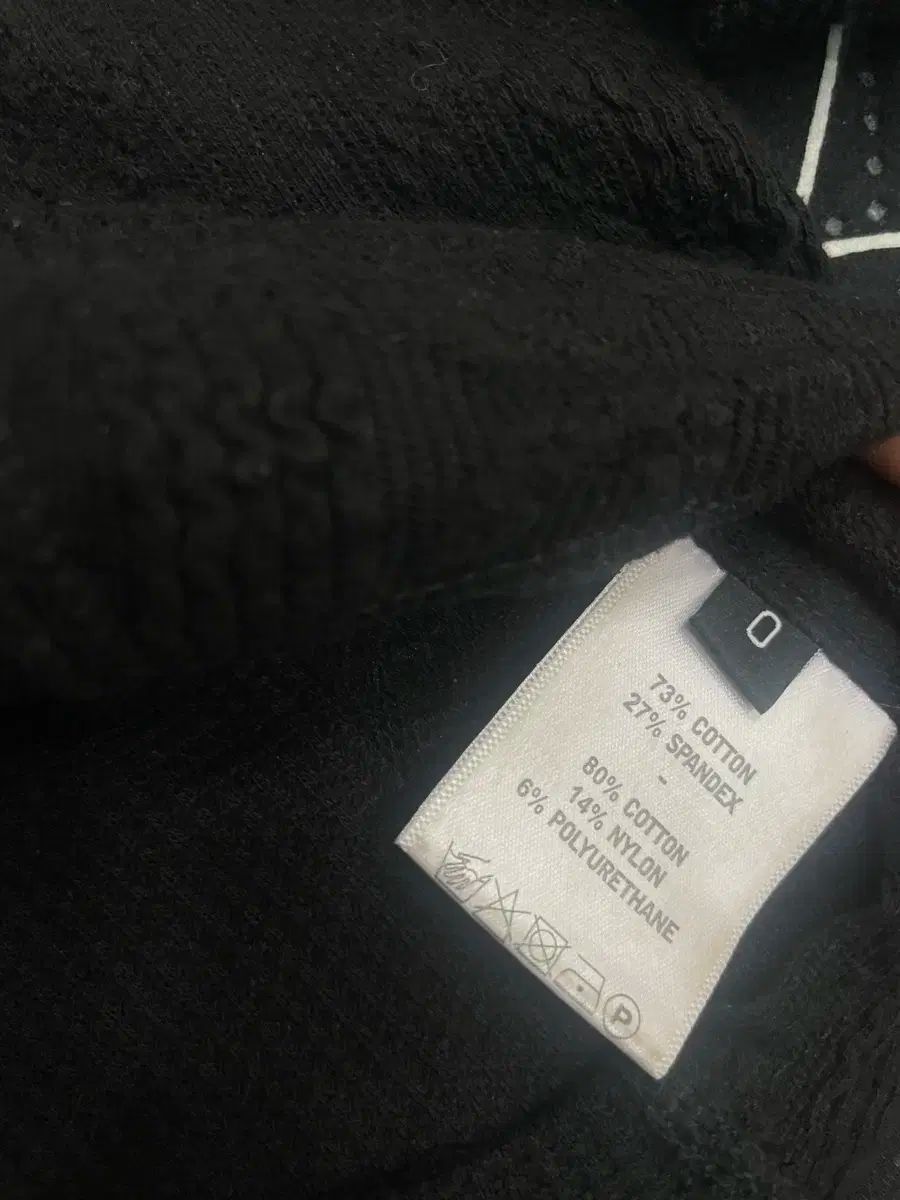 0
73% COTTON
27% SPANDEX
-
80% COTTON
14% NYLON
6% POLYURETHANE
P